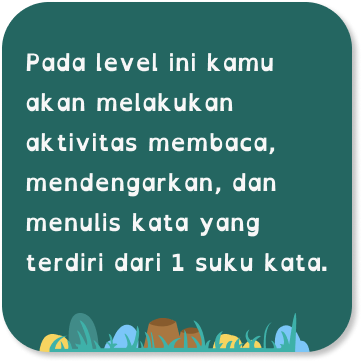 Pada level ini kamu
akan melakukan
aktivitas membaca,
mendengarkan, dan
menulis kata yang
terdiri dari 1 suku kata.